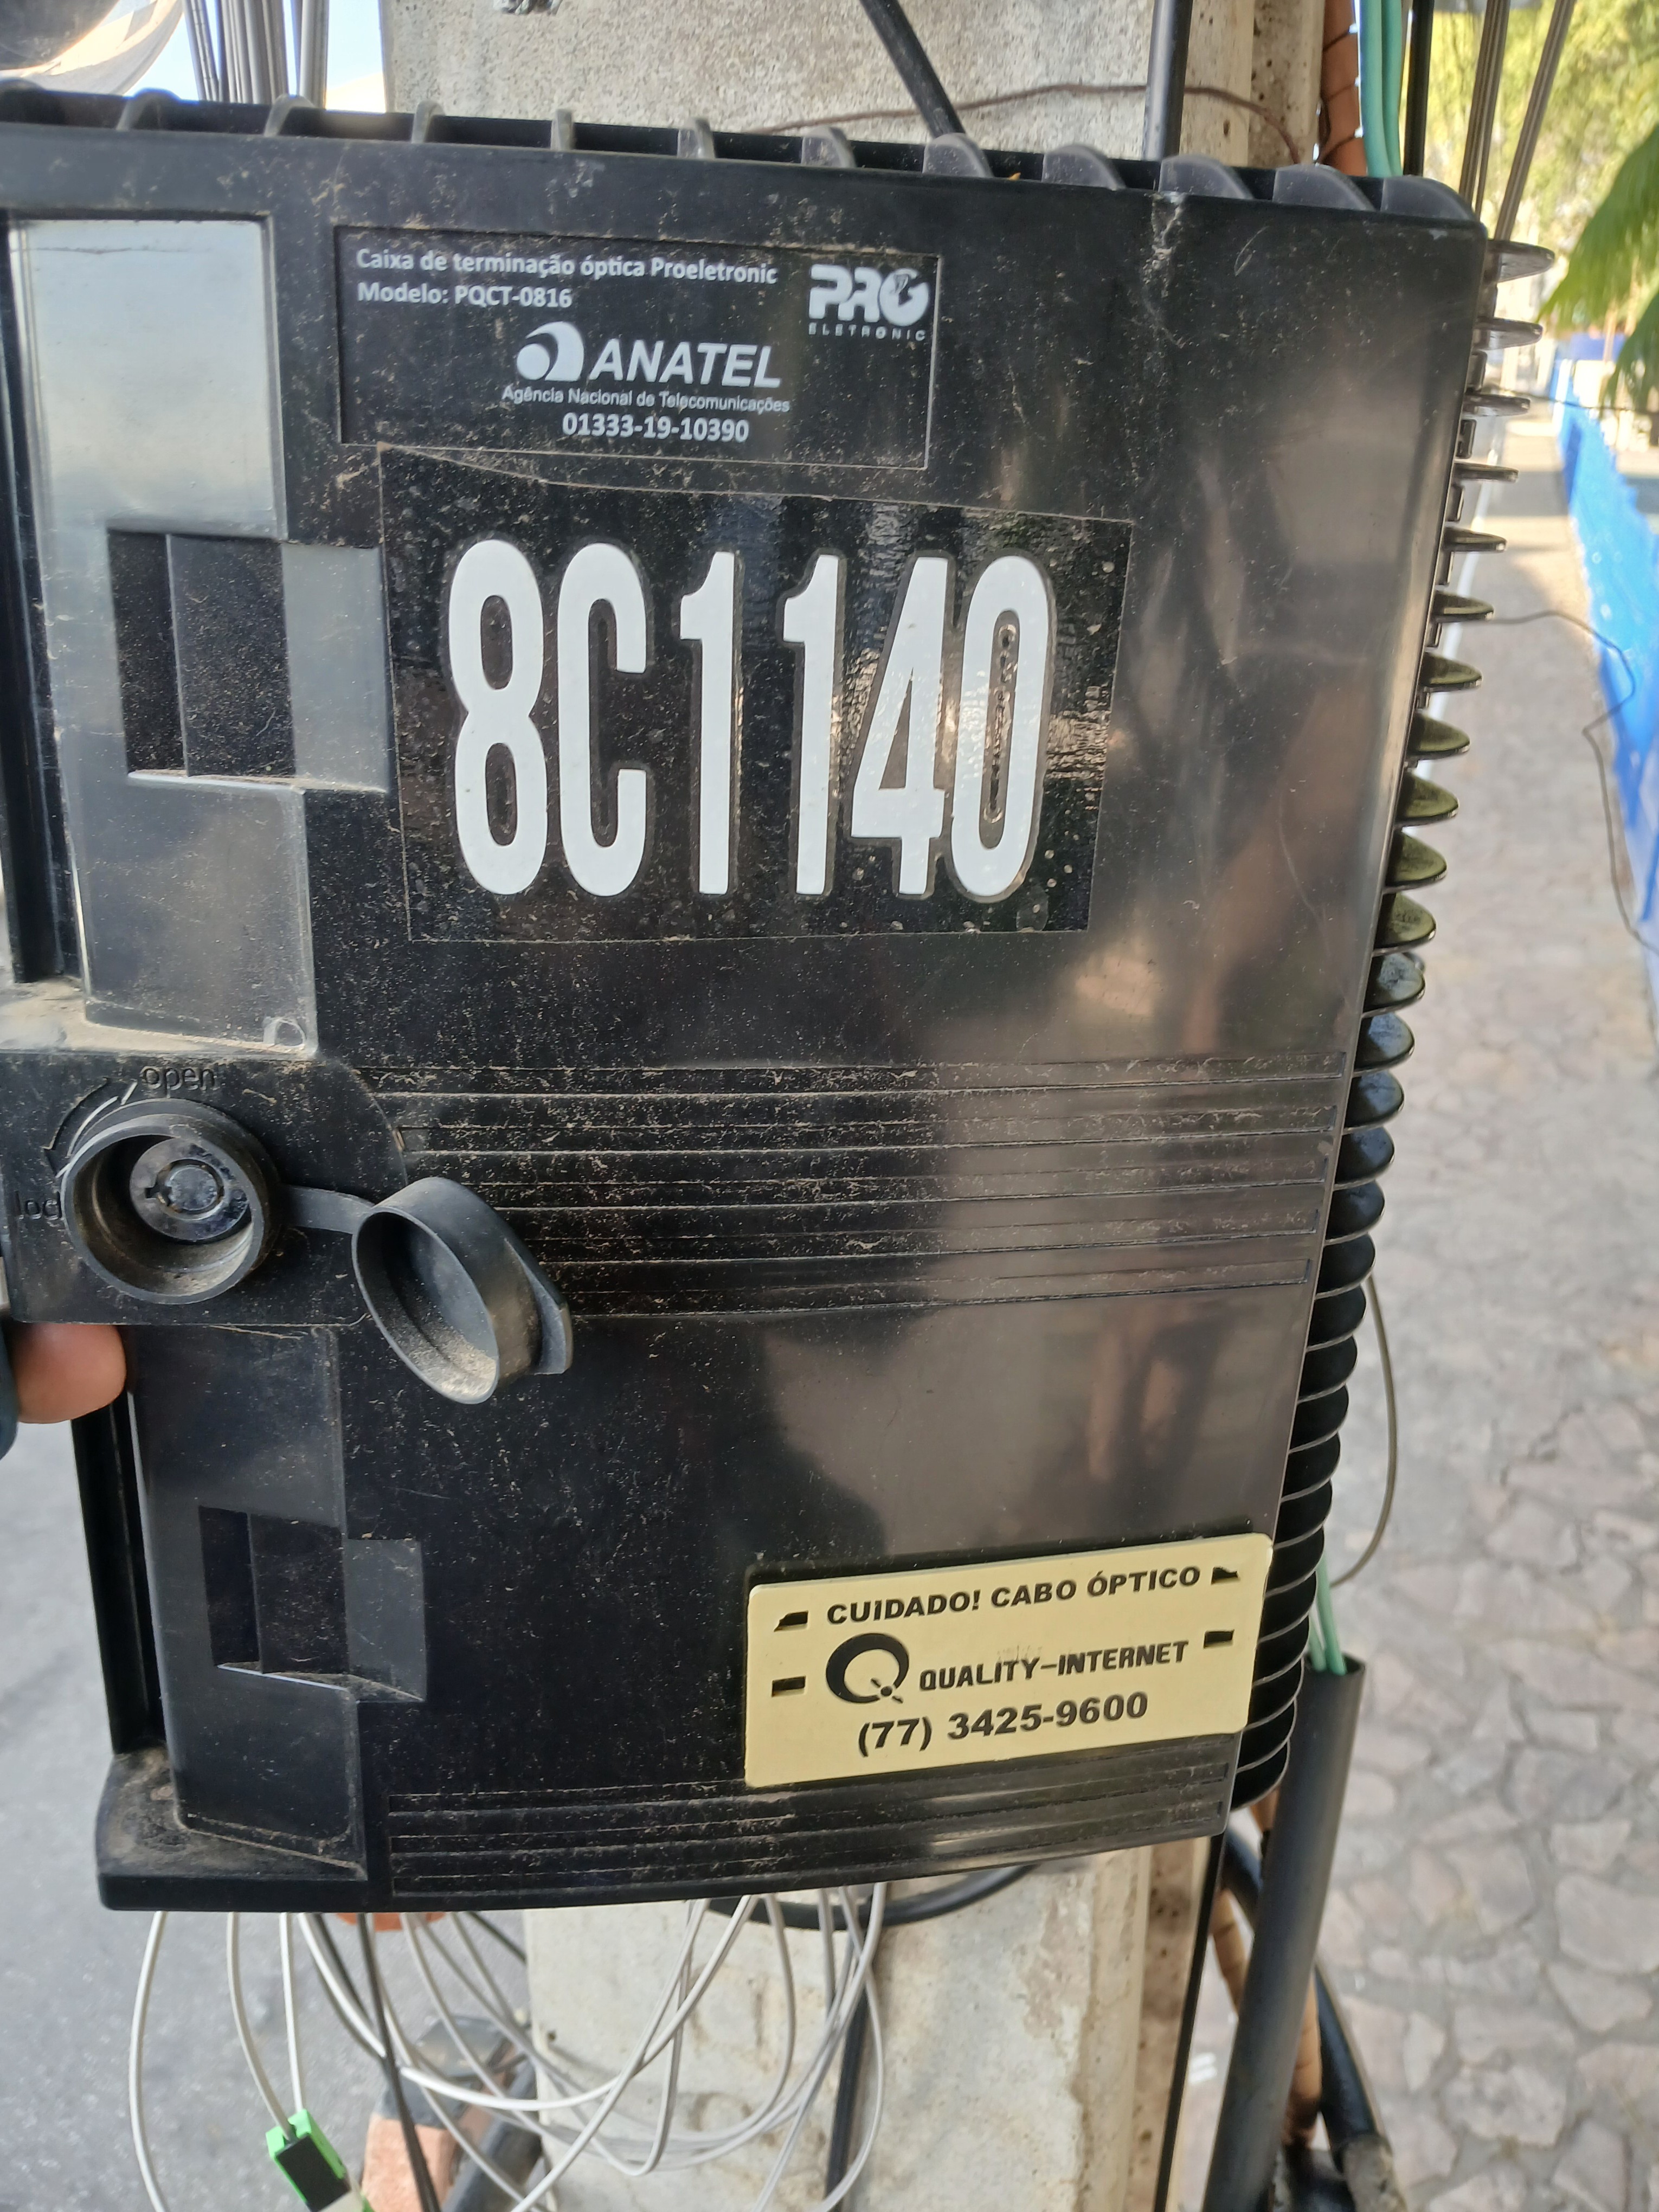 Caixa de terminação óptica Proeletronic
Modelo: PQCT-0816
PRO
ELETRONIC
ANATEL
Agência Nacional de Telecomunicações
01333-19-10390
8C1140
open
CUIDADO! CABO ÓPTICO
QUALITY-INTERNET
(77) 3425-9600